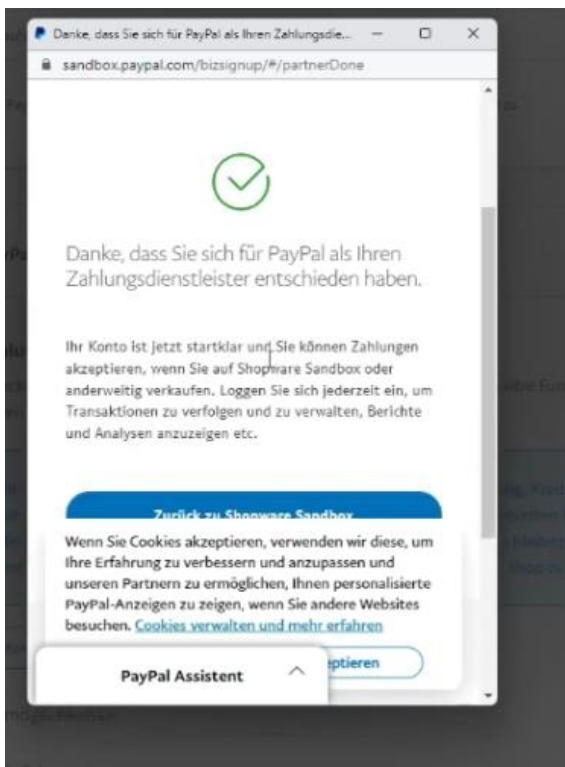 Danke, dass Sie sich für PayPal als Ihren Zahlungsdie...
sandbox.paypal.com/bizsignup/#/partnerDone
Danke, dass Sie sich für PayPal als Ihren
Zahlungsdienstleister entschieden haben.
Ihr Konto ist jetzt startklar und Sie können Zahlungen
akzeptieren, wenn Sie auf Shopware Sandbox oder
anderweitig verkaufen. Loggen Sie sich jederzeit ein, um
Transaktionen zu verfolgen und zu verwalten, Berichte
und Analysen anzuzeigen etc.
Zurück zu Shopware Sandbox
Wenn Sie Cookies akzeptieren, verwenden wir diese, um
Ihre Erfahrung zu verbessern und anzupassen und
unseren Partnern zu ermöglichen, Ihnen personalisierte
PayPal-Anzeigen zu zeigen, wenn Sie andere Websites
besuchen. Cookies verwalten und mehr erfahren
eptieren
PayPal Assistent